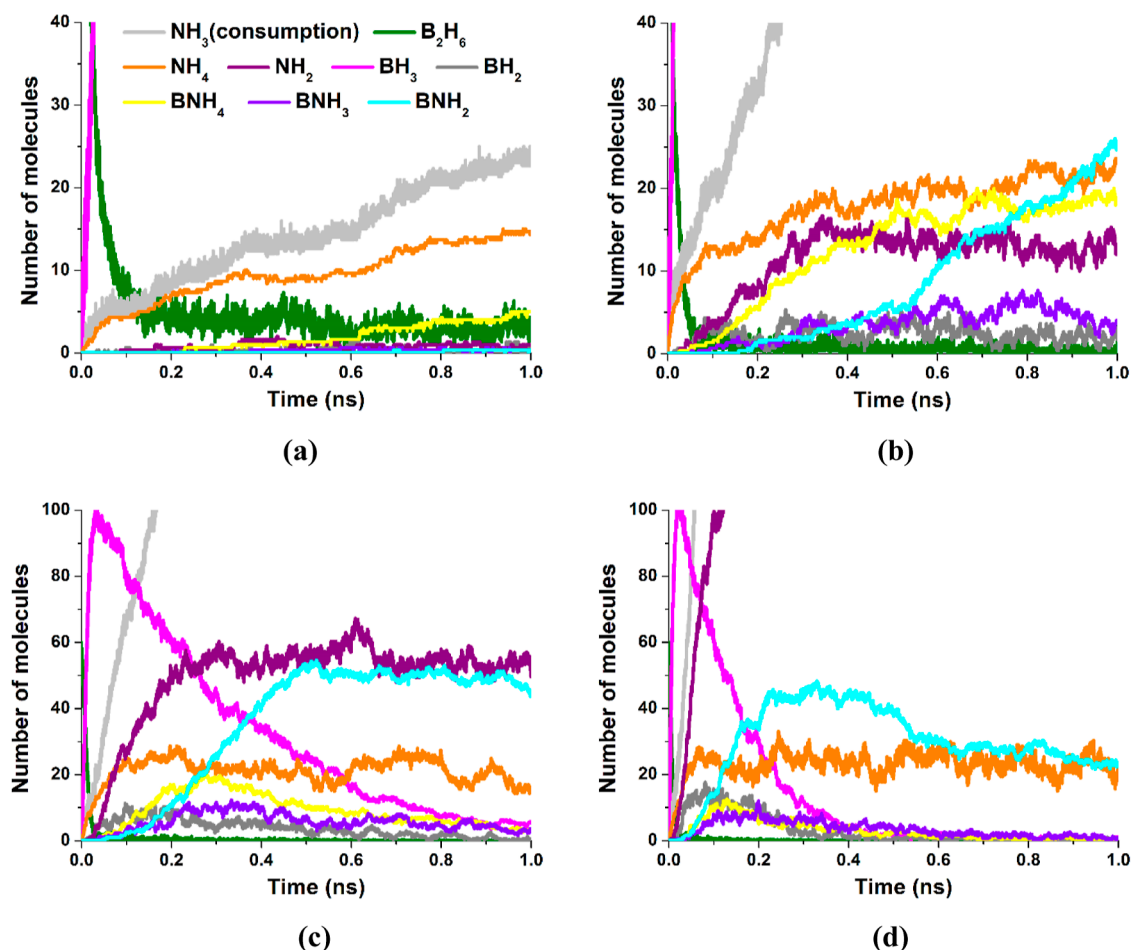 NH₃(consumption) B₂H₆
NH₄ NH₂ BH₃ BH₂
BNH₄ BNH₃ BNH₂
Number of molecules
40
30
20
10
0
0.0 0.2 0.4 0.6 0.8 1.0
Time (ns)
(a)
Number of molecules
40
30
20
10
0
0.0 0.2 0.4 0.6 0.8 1.0
Time (ns)
(b)
Number of molecules
100
80
60
40
20
0
0.0 0.2 0.4 0.6 0.8 1.0
Time (ns)
(c)
Number of molecules
100
80
60
40
20
0
0.0 0.2 0.4 0.6 0.8 1.0
Time (ns)
(d)